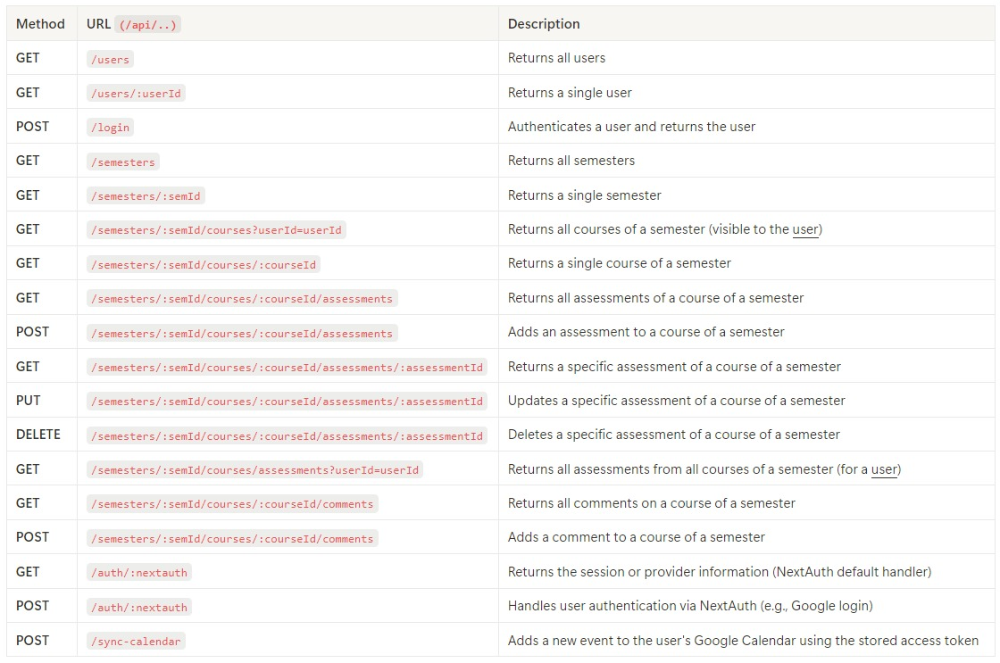 Method URL (/api/..) Description
GET /users Returns all users
GET /users/:userId Returns a single user
POST /login Authenticates a user and returns the user
GET /semesters Returns all semesters
GET /semesters/:semId Returns a single semester
GET /semesters/:semId/courses?userId=userId Returns all courses of a semester (visible to the user)
GET /semesters/:semId/courses/:courseId Returns a single course of a semester
GET /semesters/:semId/courses/:courseId/assessments Returns all assessments of a course of a semester
POST /semesters/:semId/courses/:courseId/assessments Adds an assessment to a course of a semester
GET /semesters/:semId/courses/:courseId/assessments/:assessmentId Returns a specific assessment of a course of a semester
PUT /semesters/:semId/courses/:courseId/assessments/:assessmentId Updates a specific assessment of a course of a semester
DELETE /semesters/:semId/courses/:courseId/assessments/:assessmentId Deletes a specific assessment of a course of a semester
GET /semesters/:semId/courses/assessments?userId=userId Returns all assessments from all courses of a semester (for a user)
GET /semesters/:semId/courses/:courseId/comments Returns all comments on a course of a semester
POST /semesters/:semId/courses/:courseId/comments Adds a comment to a course of a semester
GET /auth/:nextauth Returns the session or provider information (NextAuth default handler)
POST /auth/:nextauth Handles user authentication via NextAuth (e.g., Google login)
POST /sync-calendar Adds a new event to the user's Google Calendar using the stored access token